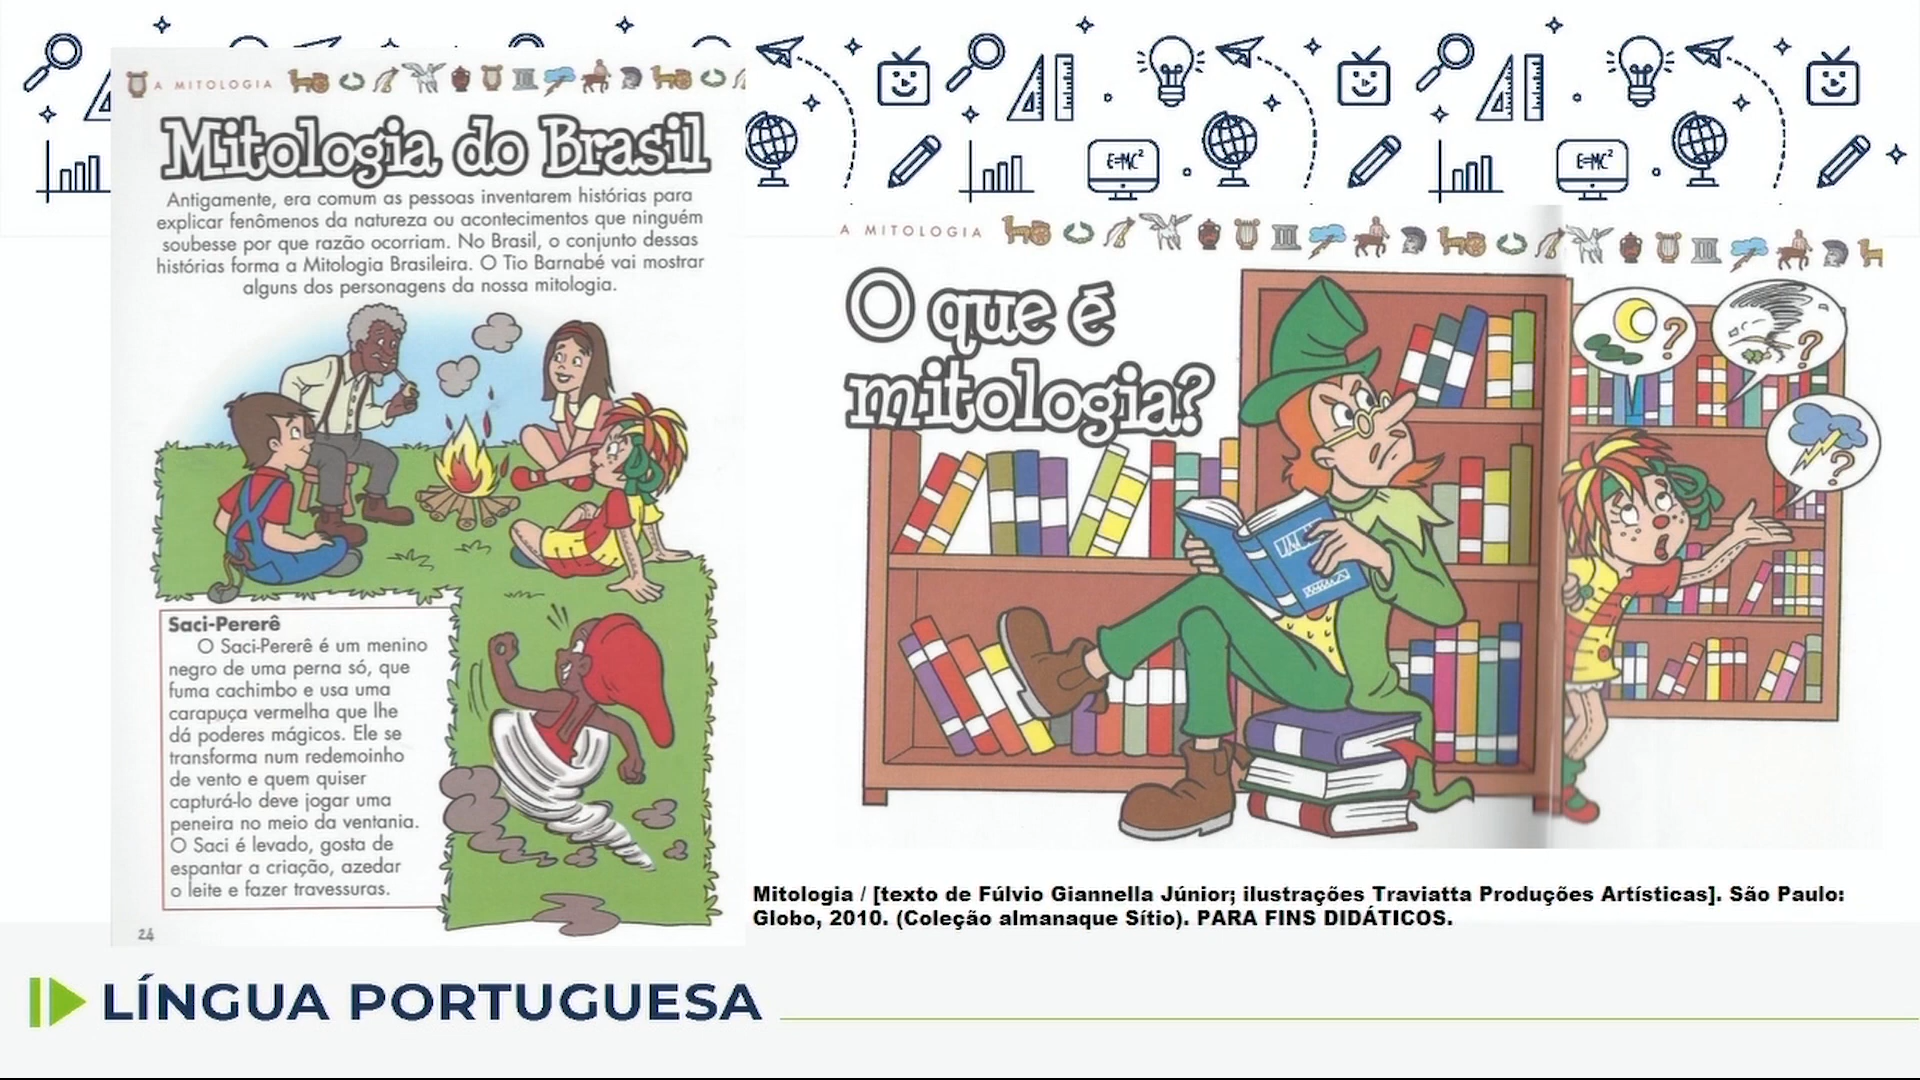 A MITOLOGIA
Mitologia do Brasil
Antigamente, era comum as pessoas inventarem histórias para
explicar fenômenos da natureza ou acontecimentos que ninguém
soubesse por que razão ocorriam. No Brasil, o conjunto dessas
histórias forma a Mitologia Brasileira. O Tio Barnabé vai mostrar
alguns dos personagens da nossa mitologia.
Saci-Pererê
O Saci-Pererê é um menino
negro de uma perna só, que
fuma cachimbo e usa uma
carapuça vermelha que lhe
dá poderes mágicos. Ele se
transforma num redemoinho
de vento e quem quiser
capturá-lo deve jogar uma
peneira no meio da ventania.
O Saci é levado, gosta de
espantar a criação, azedar
o leite e fazer travessuras.
24
E=MC²
E=MC²
A MITOLOGIA
O que é
mitologia?
?
?
?
Mitologia / [texto de Fúlvio Giannella Júnior; ilustrações Traviatta Produções Artísticas]. São Paulo:
Globo, 2010. (Coleção almanaque Sítio). PARA FINS DIDÁTICOS.
LÍNGUA PORTUGUESA